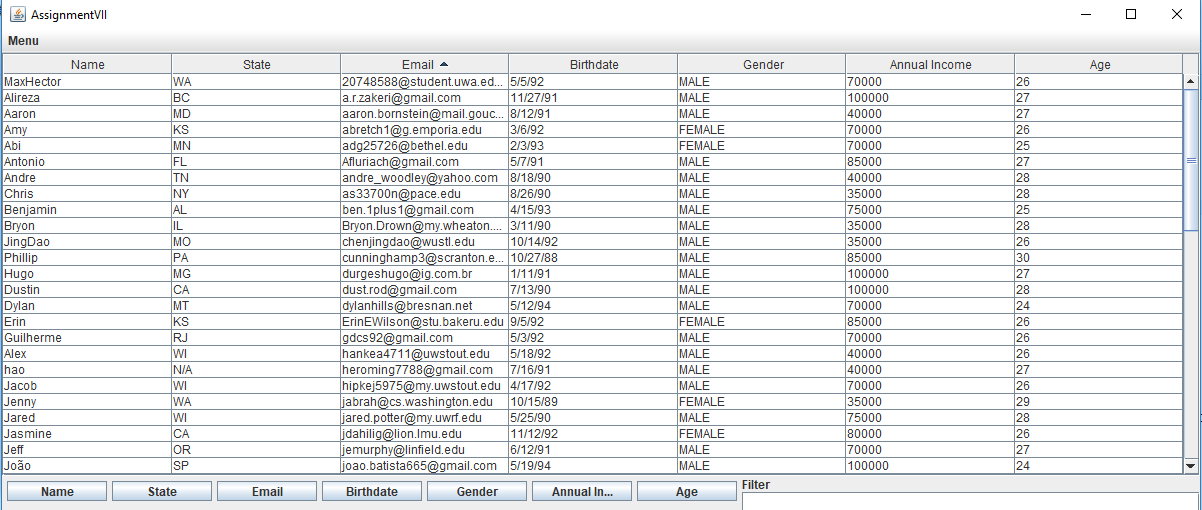 AssignmentVII
Menu
Name State Email Birthdate Gender Annual Income Age
MaxHector WA 20748588@student.uwa.ed... 5/5/92 MALE 70000 26
Alireza BC a.r.zakeri@gmail.com 11/27/91 MALE 100000 27
Aaron MD aaron.bornstein@mail.gouc... 8/12/91 MALE 40000 27
Amy KS abretch1@g.emporia.edu 3/6/92 FEMALE 70000 26
Abi MN adg25726@bethel.edu 2/3/93 FEMALE 70000 25
Antonio FL Afluriach@gmail.com 5/7/91 MALE 85000 27
Andre TN andre_woodley@yahoo.com 8/18/90 MALE 40000 28
Chris NY as33700n@pace.edu 8/26/90 MALE 35000 28
Benjamin AL ben.1plus1@gmail.com 4/15/93 MALE 75000 25
Bryon IL Bryon.Drown@my.wheaton.... 3/11/90 MALE 35000 28
JingDao MO chenjingdao@wustl.edu 10/14/92 MALE 35000 26
Phillip PA cunninghamp3@scranton.e... 10/27/88 MALE 85000 30
Hugo MG durgeshugo@ig.com.br 1/11/91 MALE 100000 27
Dustin CA dust.rod@gmail.com 7/13/90 MALE 100000 28
Dylan MT dylanhills@bresnan.net 5/12/94 MALE 70000 24
Erin KS ErinEWilson@stu.bakeru.edu 9/5/92 FEMALE 85000 26
Guilherme RJ gdcs92@gmail.com 5/3/92 MALE 70000 26
Alex WI hankea4711@uwstout.edu 5/18/92 MALE 40000 26
hao N/A heroming7788@gmail.com 7/16/91 MALE 40000 27
Jacob WI hipkej5975@my.uwstout.edu 4/17/92 MALE 70000 26
Jenny WA jabrah@cs.washington.edu 10/15/89 FEMALE 35000 29
Jared WI jared.potter@my.uwrf.edu 5/25/90 MALE 75000 28
Jasmine CA jdahilig@lion.lmu.edu 11/12/92 FEMALE 80000 26
Jeff OR jemurphy@linfield.edu 6/12/91 MALE 70000 27
João SP joao.batista665@gmail.com 5/19/94 MALE 100000 24
Name State Email Birthdate Gender Annual In... Age Filter